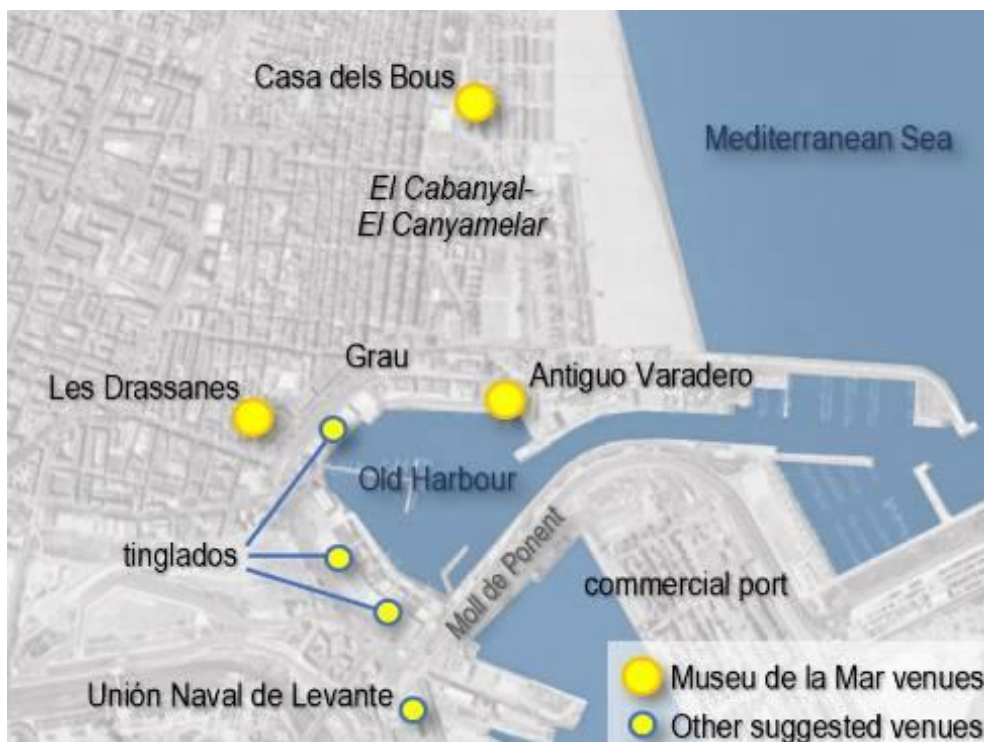 Casa dels Bous
Mediterranean Sea
El Cabanyal-
El Canyamelar
Grau
Les Drassanes
Antiguo Varadero
Old Harbour
tinglados
Moll de Ponent
commercial port
Unión Naval de Levante
Museu de la Mar venues
Other suggested venues